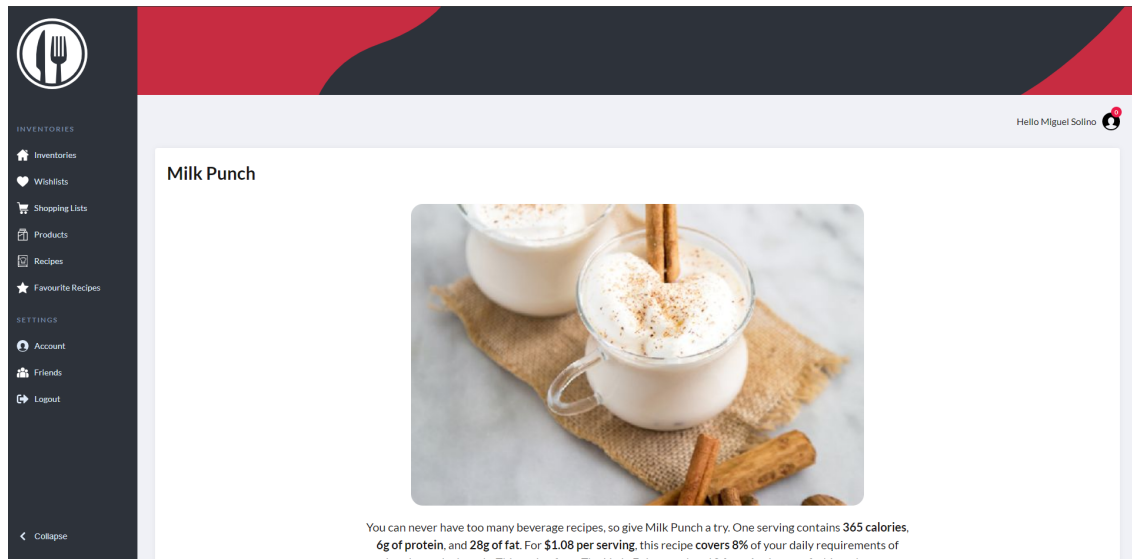 INVENTORIES
Inventories
Wishlists
Shopping Lists
Products
Recipes
Favourite Recipes
SETTINGS
Account
Friends
Logout
Collapse
Hello Miguel Solino
0
Milk Punch
You can never have too many beverage recipes, so give Milk Punch a try. One serving contains 365 calories,
6g of protein, and 28g of fat. For $1.08 per serving, this recipe covers 8% of your daily requirements of